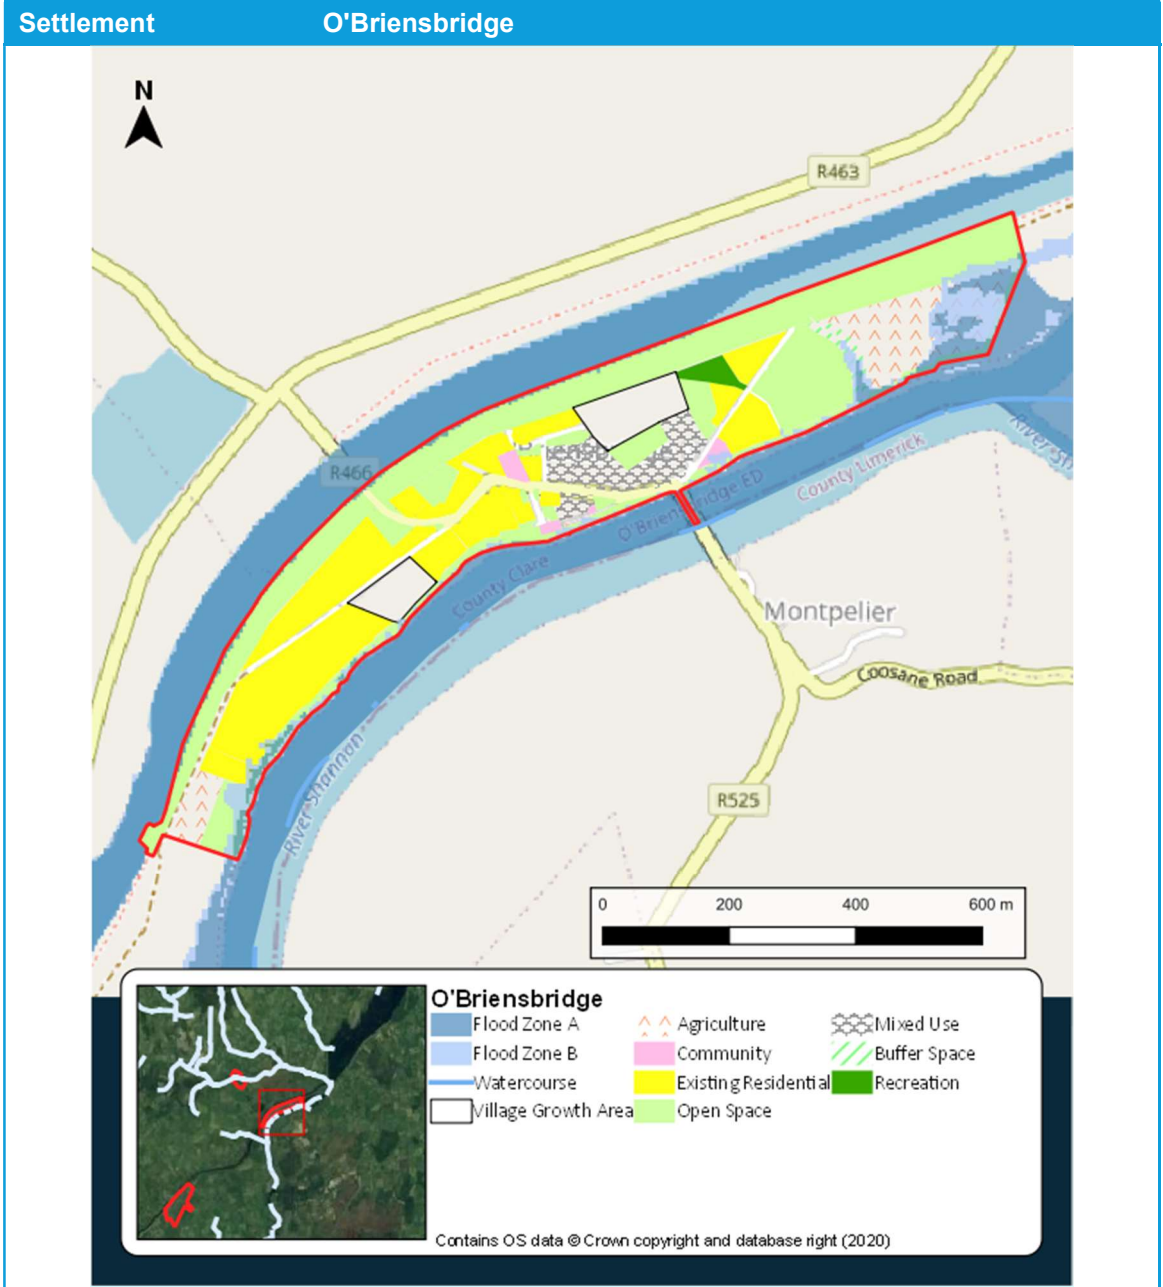 Settlement O'Briensbridge
N
R463
R466
O'Briensbridge ED
County Limerick
County Clare
Montpelier
Coosane Road
River Shannon
R525
0 200 400 600 m
O'Briensbridge
Flood Zone A Agriculture Mixed Use
Flood Zone B Community Buffer Space
Watercourse Existing Residential Recreation
Village Growth Area Open Space
Contains OS data © Crown copyright and database right (2020)